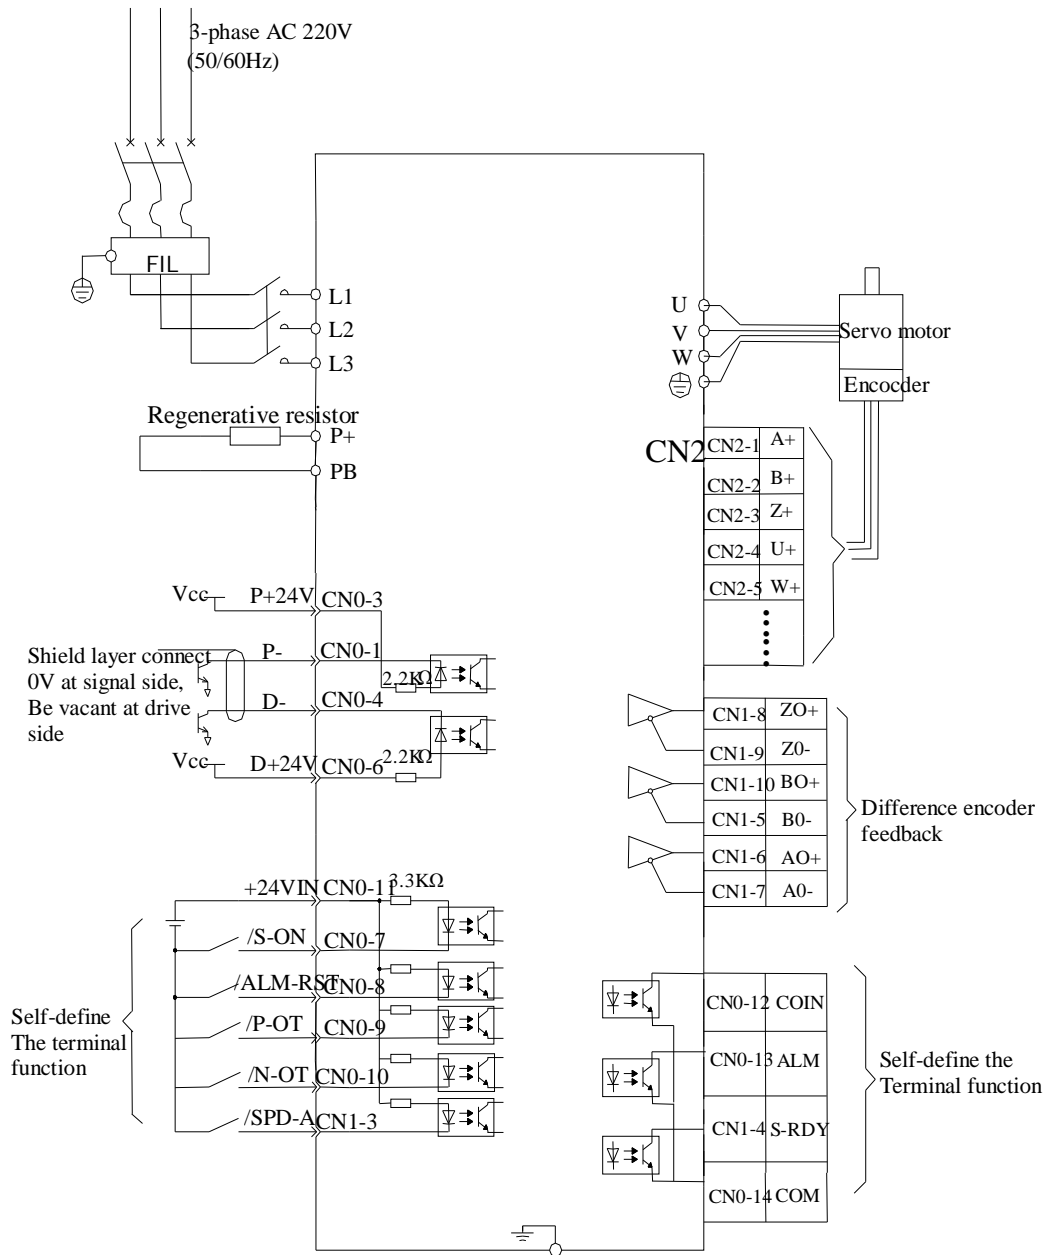 3-phase AC 220V
(50/60Hz)
FIL
L1
L2
L3
U
V
W
Servo motor
Encocder
Regenerative resistor
P+
PB
CN2
CN2-1 A+
CN2-2 B+
CN2-3 Z+
CN2-4 U+
CN2-5 W+
Vcc P+24V CN0-3
P- CN0-1
2.2KΩ
Shield layer connect
0V at signal side,
Be vacant at drive
side
D- CN0-4
Vcc D+24V CN0-6 2.2KΩ
CN1-8 ZO+
CN1-9 Z0-
CN1-10 BO+
CN1-5 B0-
CN1-6 AO+
CN1-7 A0-
Difference encoder
feedback
+24VIN CN0-11 3.3KΩ
/S-ON CN0-7
/ALM-RST CN0-8
/P-OT CN0-9
/N-OT CN0-10
/SPD-A CN1-3
Self-define
The terminal
function
CN0-12 COIN
CN0-13 ALM
CN1-4 S-RDY
CN0-14 COM
Self-define the
Terminal function